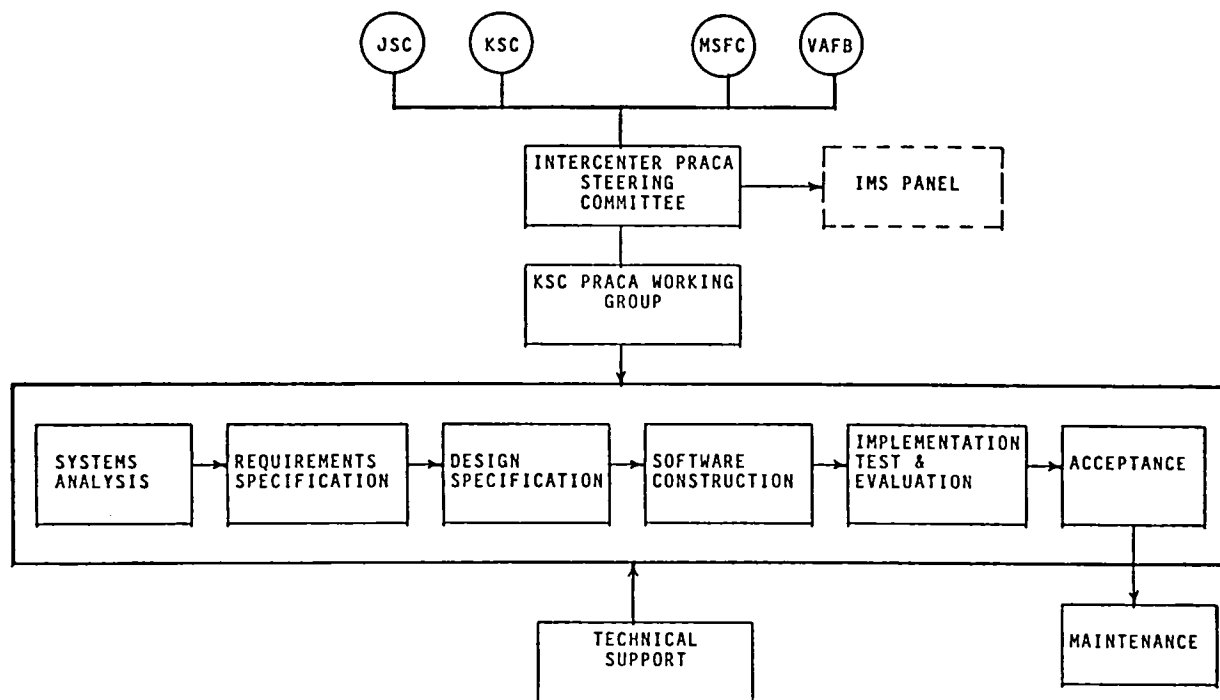 JSC
KSC
MSFC
VAFB
INTERCENTER PRACA
STEERING
COMMITTEE
IMS PANEL
KSC PRACA WORKING
GROUP
SYSTEMS
ANALYSIS
REQUIREMENTS
SPECIFICATION
DESIGN
SPECIFICATION
SOFTWARE
CONSTRUCTION
IMPLEMENTATION
TEST &
EVALUATION
ACCEPTANCE
TECHNICAL
SUPPORT
MAINTENANCE